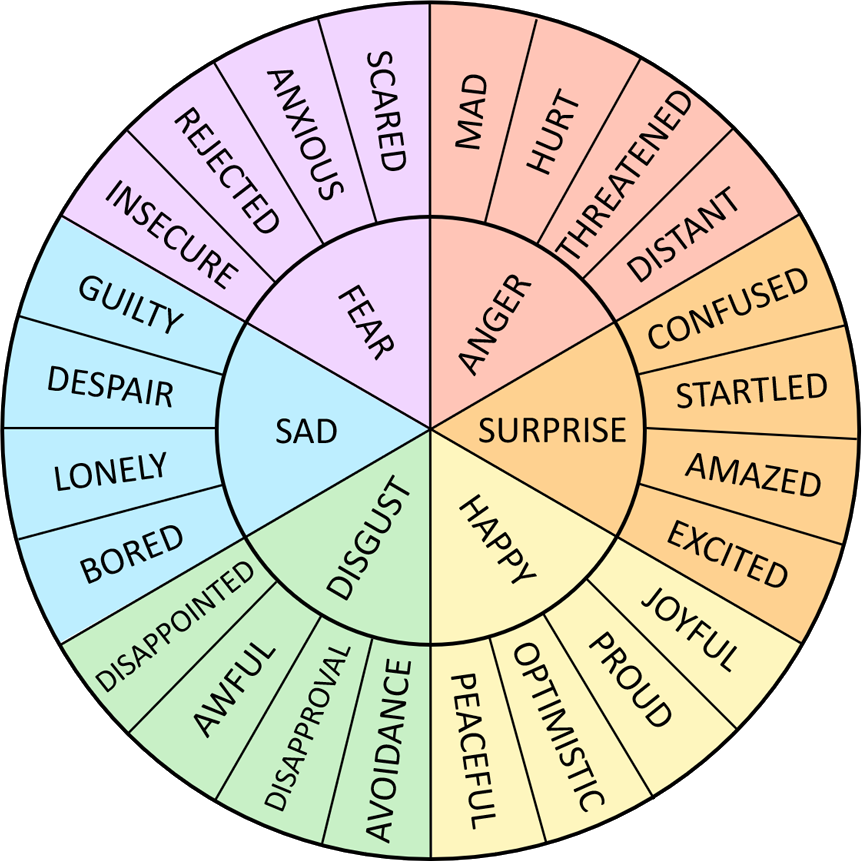 MAD
HURT
THREATENED
DISTANT
CONFUSED
STARTLED
AMAZED
EXCITED
JOYFUL
PROUD
OPTIMISTIC
PEACEFUL
AVOIDANCE
DISAPPROVAL
AWFUL
DISAPPOINTED
BORED
LONELY
DESPAIR
GUILTY
INSECURE
REJECTED
ANXIOUS
SCARED
ANGER
SURPRISE
HAPPY
DISGUST
SAD
FEAR